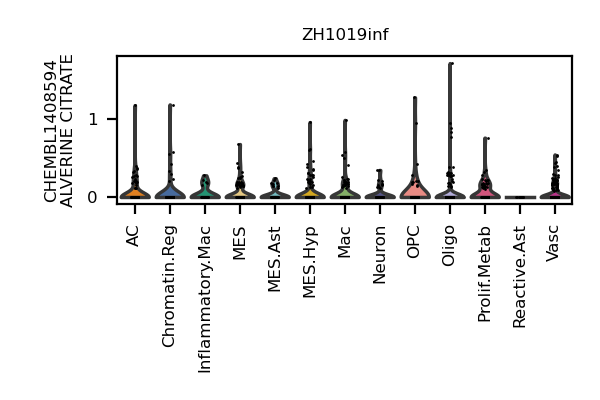 ZH1019inf
CHEMBL1408594
ALVERINE CITRATE
1
0
AC
Chromatin.Reg
Inflammatory.Mac
MES
MES.Ast
MES.Hyp
Mac
Neuron
OPC
Oligo
Prolif.Metab
Reactive.Ast
Vasc